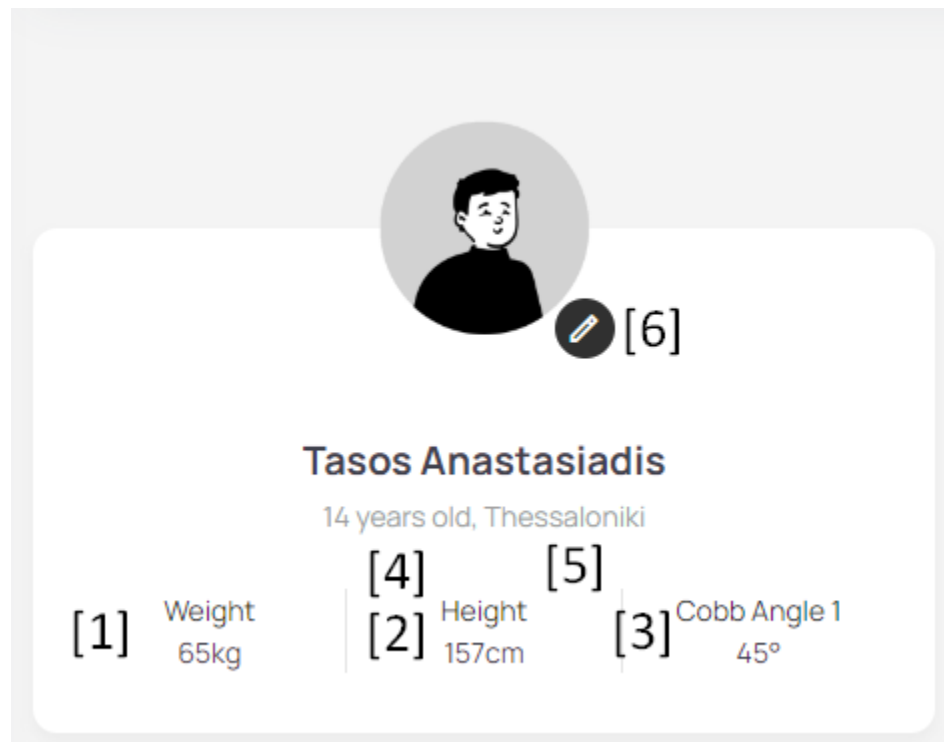 [6]
Tasos Anastasiadis
14 years old, Thessaloniki
[4] [5]
[1] Weight [2] Height [3] Cobb Angle 1
65kg 157cm 45°